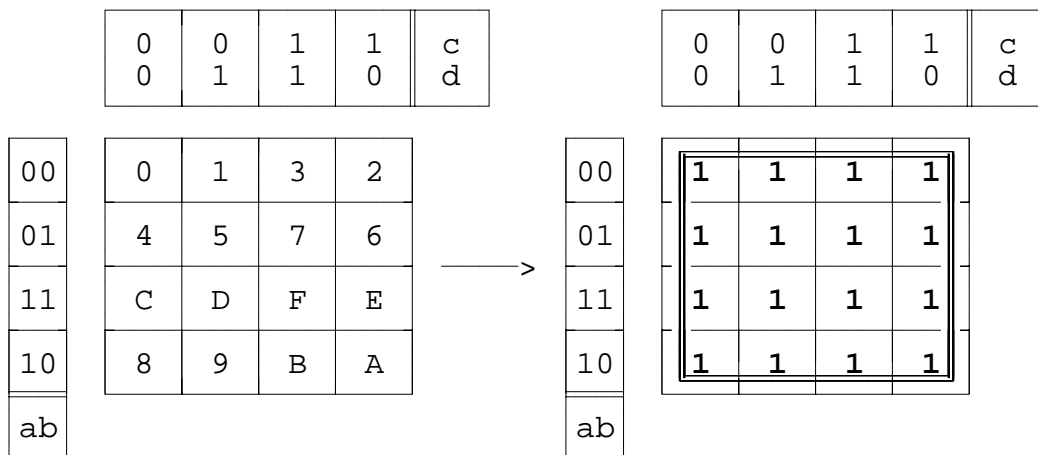 0 0 1 1 c 0 0 1 1 c
0 1 1 0 d 0 1 1 0 d
00 0 1 3 2 00 1 1 1 1
01 4 5 7 6 01 1 1 1 1
>
11 C D F E 11 1 1 1 1
10 8 9 B A 10 1 1 1 1
ab ab